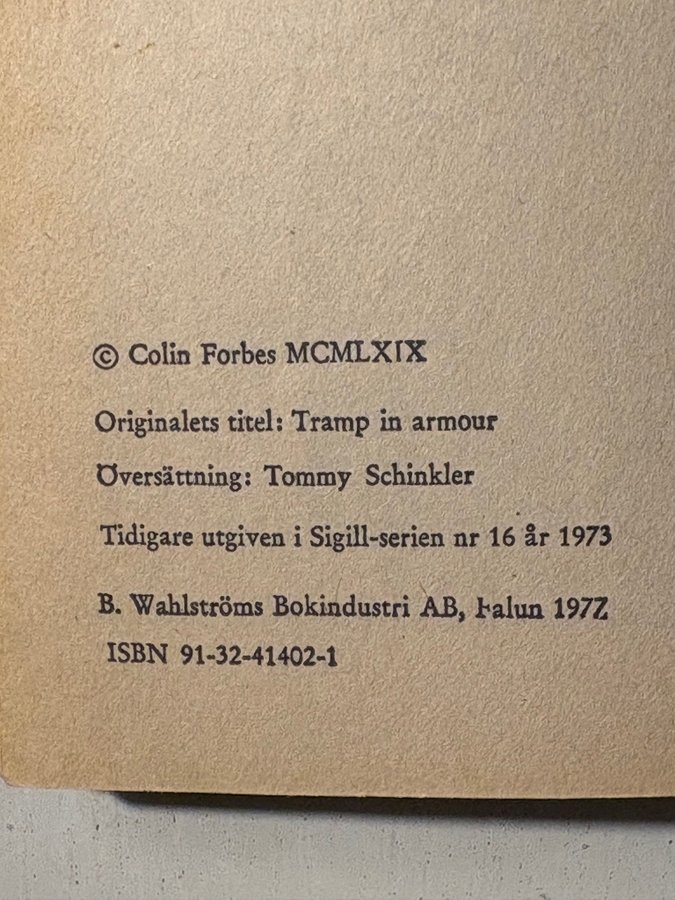 © Colin Forbes MCMLXIX
Originalets titel: Tramp in armour
Översättning: Tommy Schinkler
Tidigare utgiven i Sigill-serien nr 16 år 1973
B. Wahlströms Bokindustri AB, Falun 1977
ISBN 91-32-41402-1